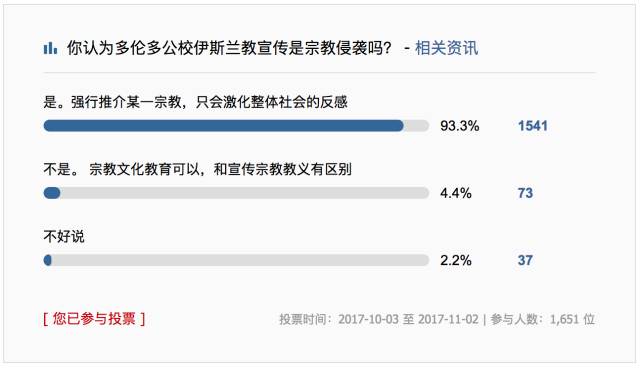 你认为多伦多公校伊斯兰教宣传是宗教侵袭吗？ - 相关资讯
是。强行推介某一宗教，只会激化整体社会的反感
93.3% 1541
不是。 宗教文化教育可以，和宣传宗教教义有区别
4.4% 73
不好说
2.2% 37
[ 您已参与投票 ] 投票时间：2017-10-03 至 2017-11-02 | 参与人数：1,651 位